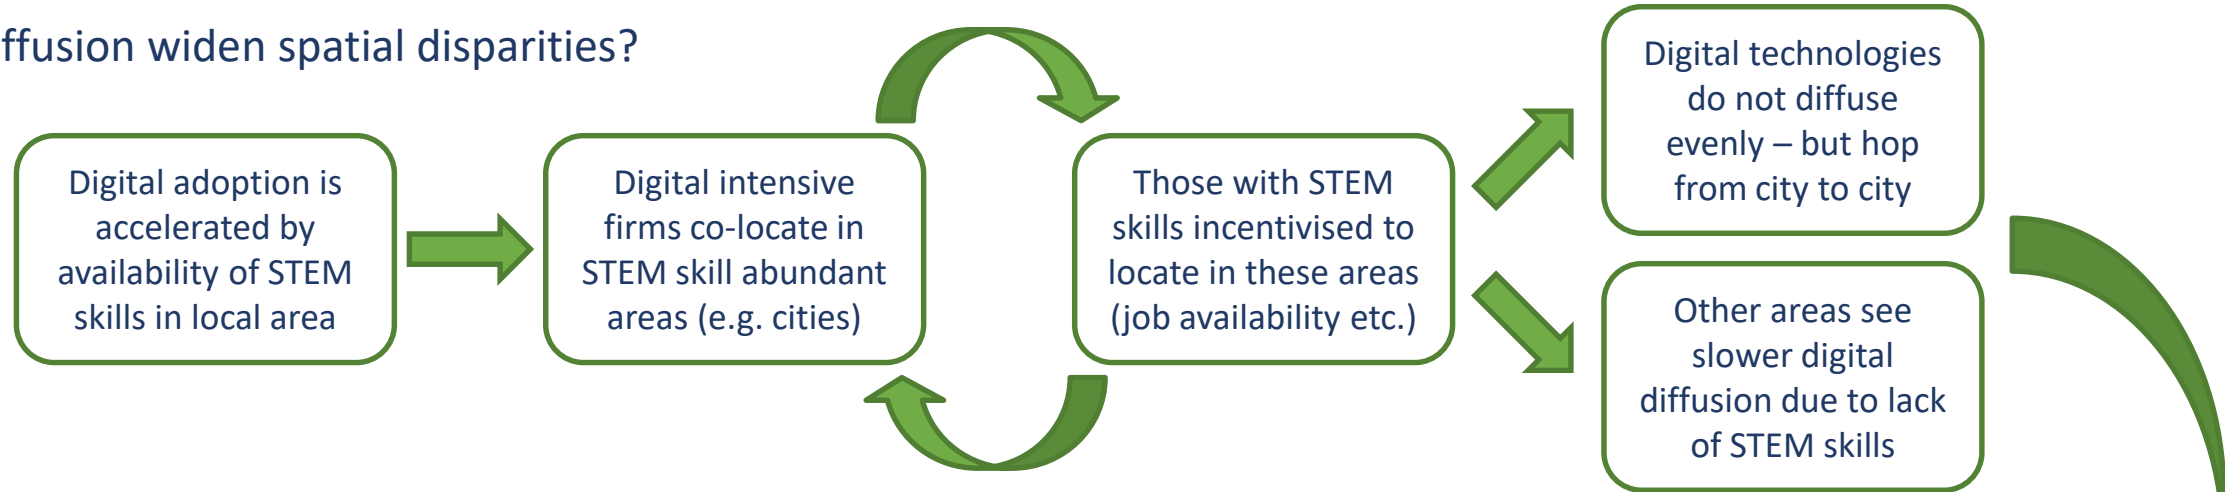 ffusion widen spatial disparities?
Digital adoption is
accelerated by
availability of STEM
skills in local area
Digital intensive
firms co-locate in
STEM skill abundant
areas (e.g. cities)
Those with STEM
skills incentivised to
locate in these areas
(job availability etc.)
Digital technologies
do not diffuse
evenly – but hop
from city to city
Other areas see
slower digital
diffusion due to lack
of STEM skills